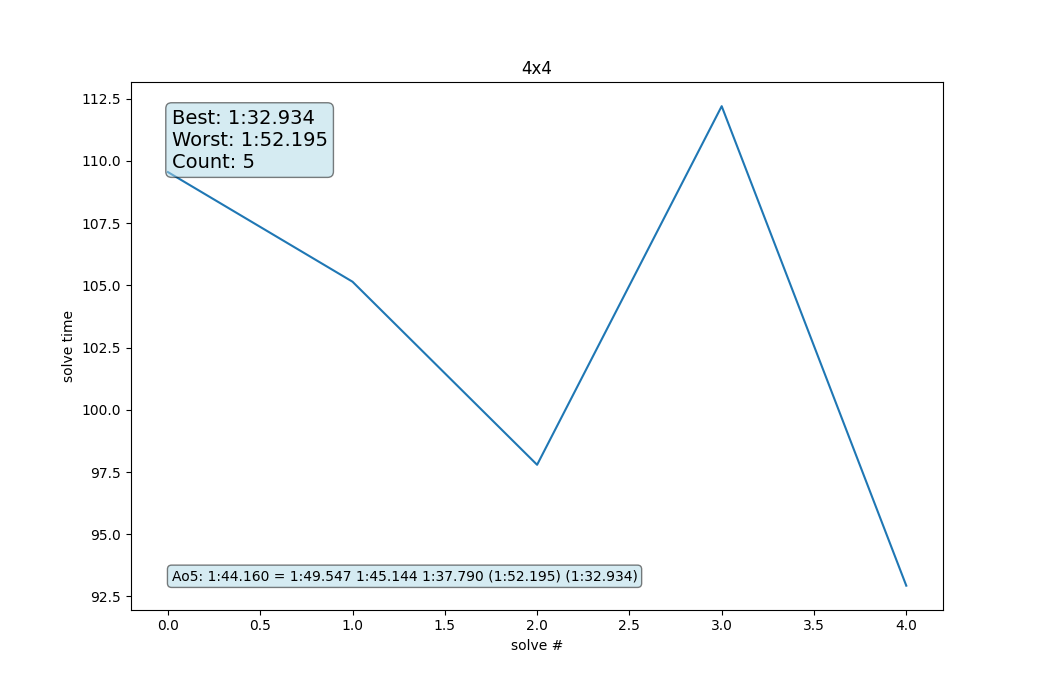 4x4
Best: 1:32.934
Worst: 1:52.195
Count: 5
112.5
110.0
107.5
105.0
102.5
100.0
97.5
95.0
92.5
solve time
Ao5: 1:44.160 = 1:49.547 1:45.144 1:37.790 (1:52.195) (1:32.934)
0.0 0.5 1.0 1.5 2.0 2.5 3.0 3.5 4.0
solve #